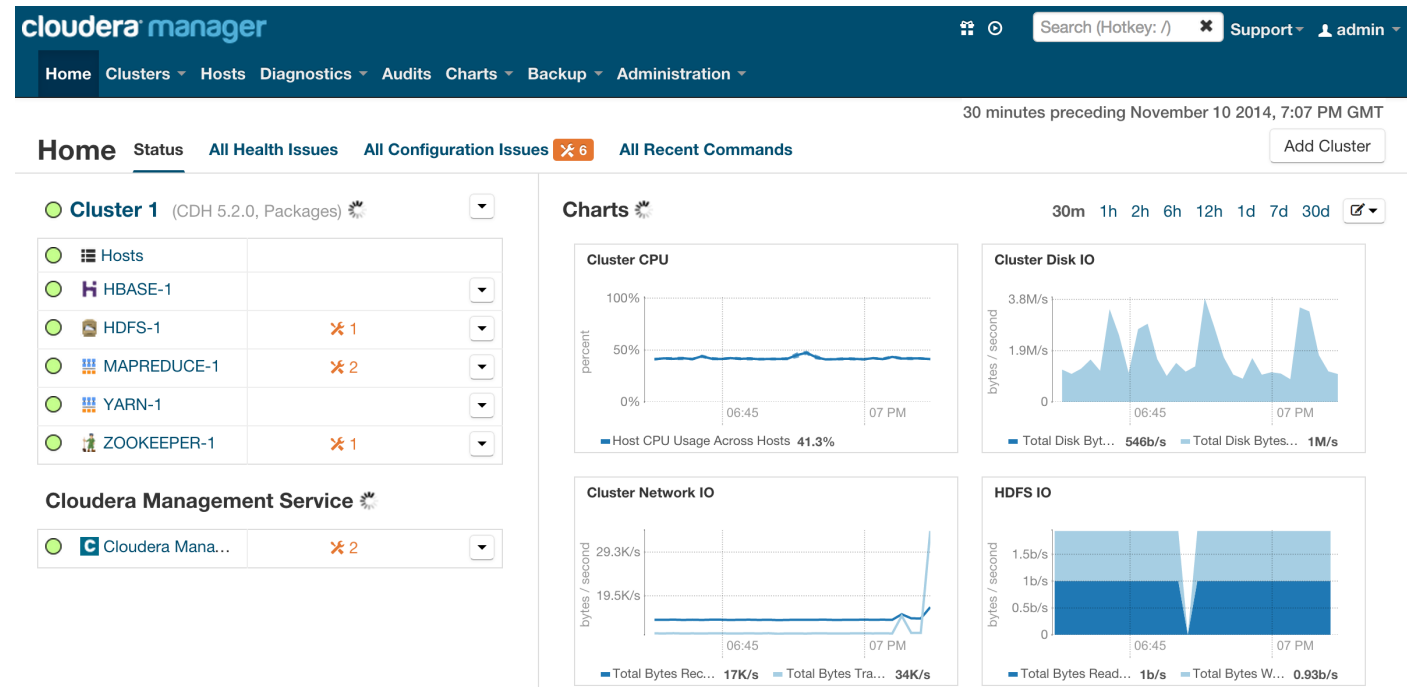 cloudera manager
Search (Hotkey: /)
Support
admin
Home Clusters Hosts Diagnostics Audits Charts Backup Administration
30 minutes preceding November 10 2014, 7:07 PM GMT
Home Status All Health Issues All Configuration Issues 6 All Recent Commands
Add Cluster
Cluster 1 (CDH 5.2.0, Packages)
Hosts
HBASE-1
HDFS-1 1
MAPREDUCE-1 2
YARN-1
ZOOKEEPER-1 1
Cloudera Management Service
C Cloudera Mana... 2
Charts
30m 1h 2h 6h 12h 1d 7d 30d
Cluster CPU
percent
100%
50%
0%
06:45 07 PM
Host CPU Usage Across Hosts 41.3%
Cluster Disk IO
bytes / second
3.8M/s
1.9M/s
0
06:45 07 PM
Total Disk Byt... 546b/s Total Disk Bytes... 1M/s
Cluster Network IO
bytes / second
29.3K/s
19.5K/s
06:45 07 PM
Total Bytes Rec... 17K/s Total Bytes Tra... 34K/s
HDFS IO
bytes / second
1.5b/s
1b/s
0.5b/s
0
06:45 07 PM
Total Bytes Read... 1b/s Total Bytes W... 0.93b/s